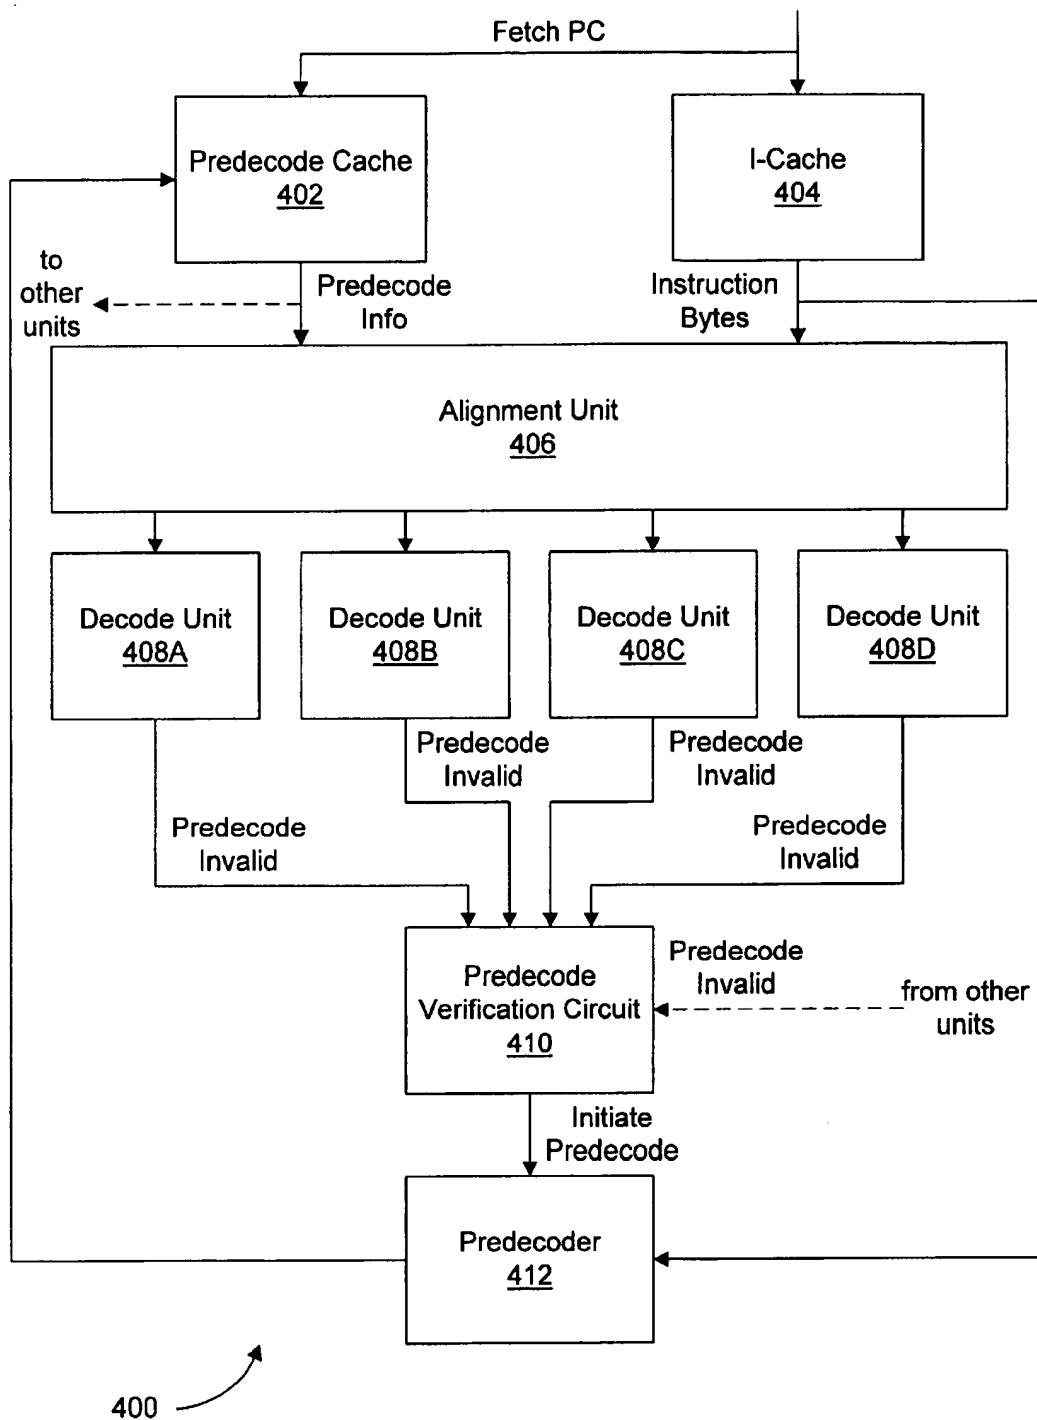 Fetch PC
Predecode Cache
402
I-Cache
404
to
other
units
Predecode
Info
Instruction
Bytes
Alignment Unit
406
Decode Unit
408A
Decode Unit
408B
Decode Unit
408C
Decode Unit
408D
Predecode
Invalid
Predecode
Invalid
Predecode
Invalid
Predecode
Invalid
Predecode
Verification Circuit
410
Predecode
Invalid
from other
units
Initiate
Predecode
Predecoder
412
400